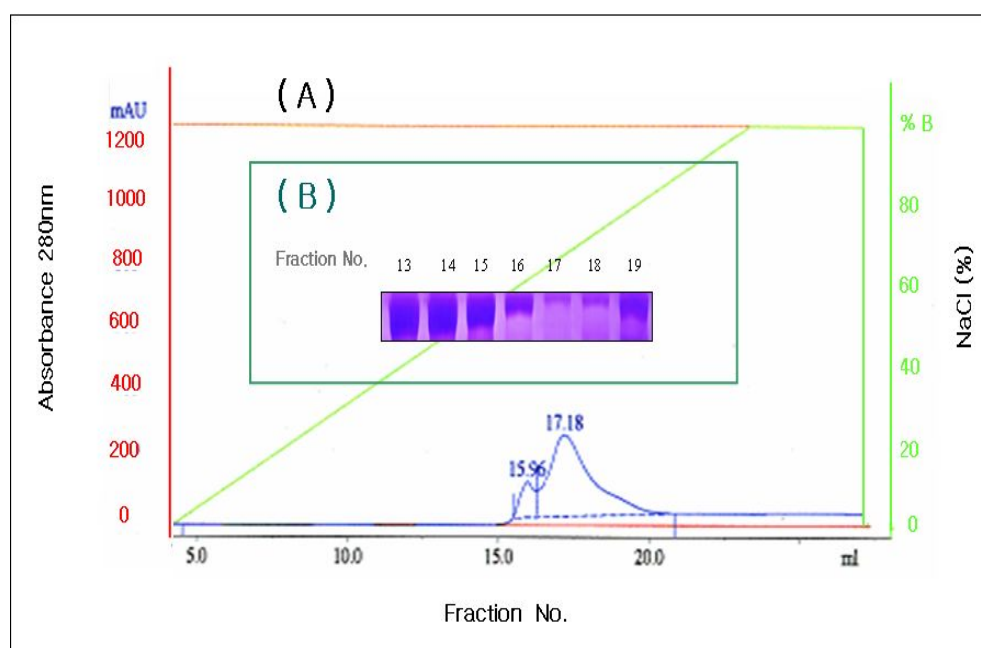 (A)
mAU
% B
1200
1000
800
600
400
200
0
Absorbance 280nm
(B)
Fraction No.
13 14 15 16 17 18 19
80
60
40
20
0
NaCl (%)
15.96
17.18
5.0 10.0 15.0 20.0 ml
Fraction No.